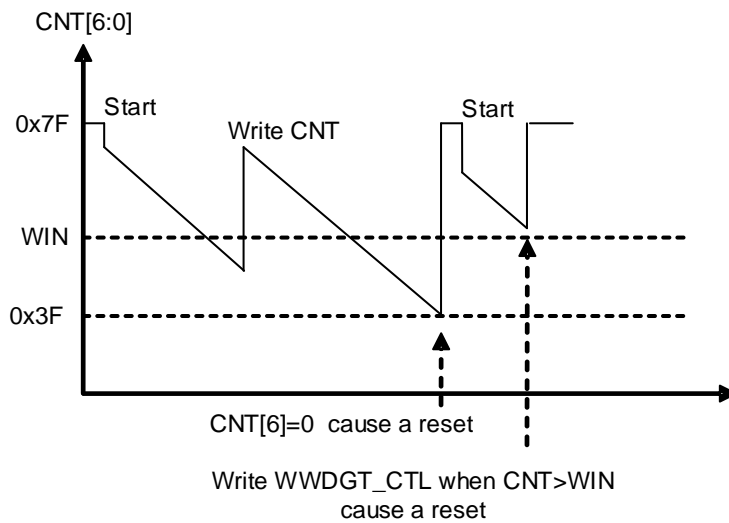 CNT[6:0]
Start
Start
0x7F
Write CNT
WIN
0x3F
CNT[6]=0 cause a reset
Write WWDGT_CTL when CNT>WIN
cause a reset